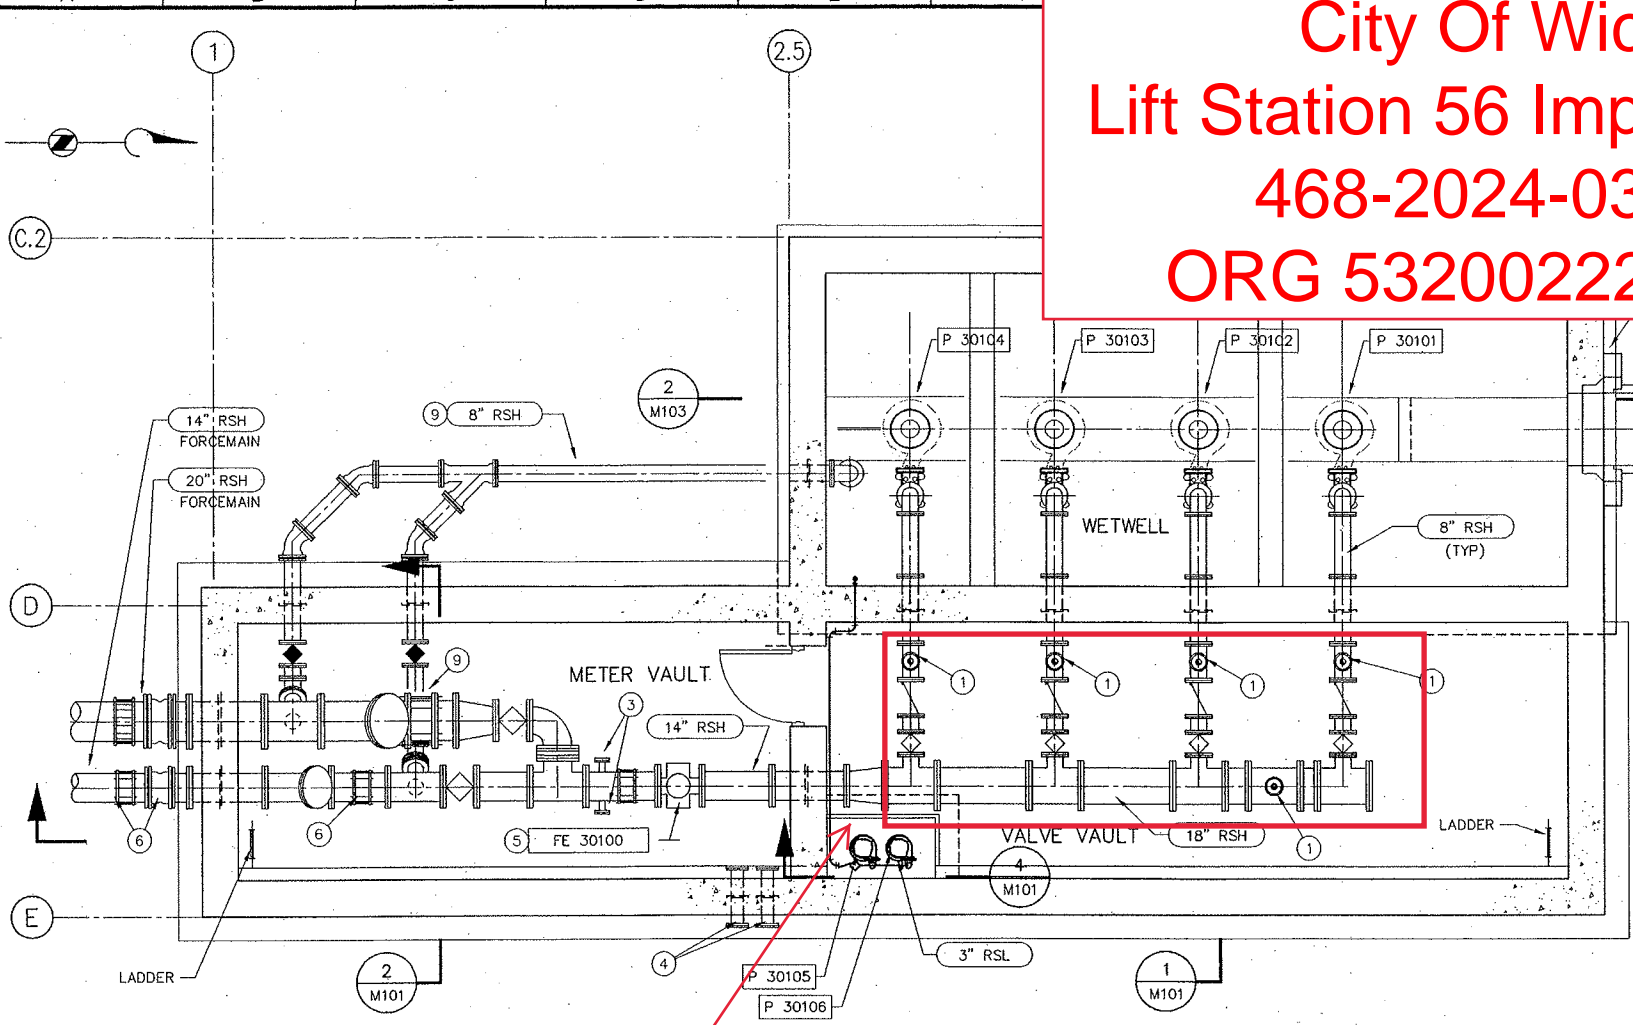 City Of Wic
Lift Station 56 Imp
468-2024-03
ORG 53200222
1
2.5
C.2
P 30104
P 30103
P 30102
P 30101
2
M103
9
8" RSH
14" RSH
FORCEMAIN
20" RSH
FORCEMAIN
WETWELL
8" RSH
(TYP)
D
METER VAULT
9
3
14" RSH
1
1
1
1
6
6
5
FE 30100
VALVE VAULT
18" RSH
1
LADDER
4
M101
E
LADDER
2
M101
4
P 30105
P 30106
3" RSL
1
M101